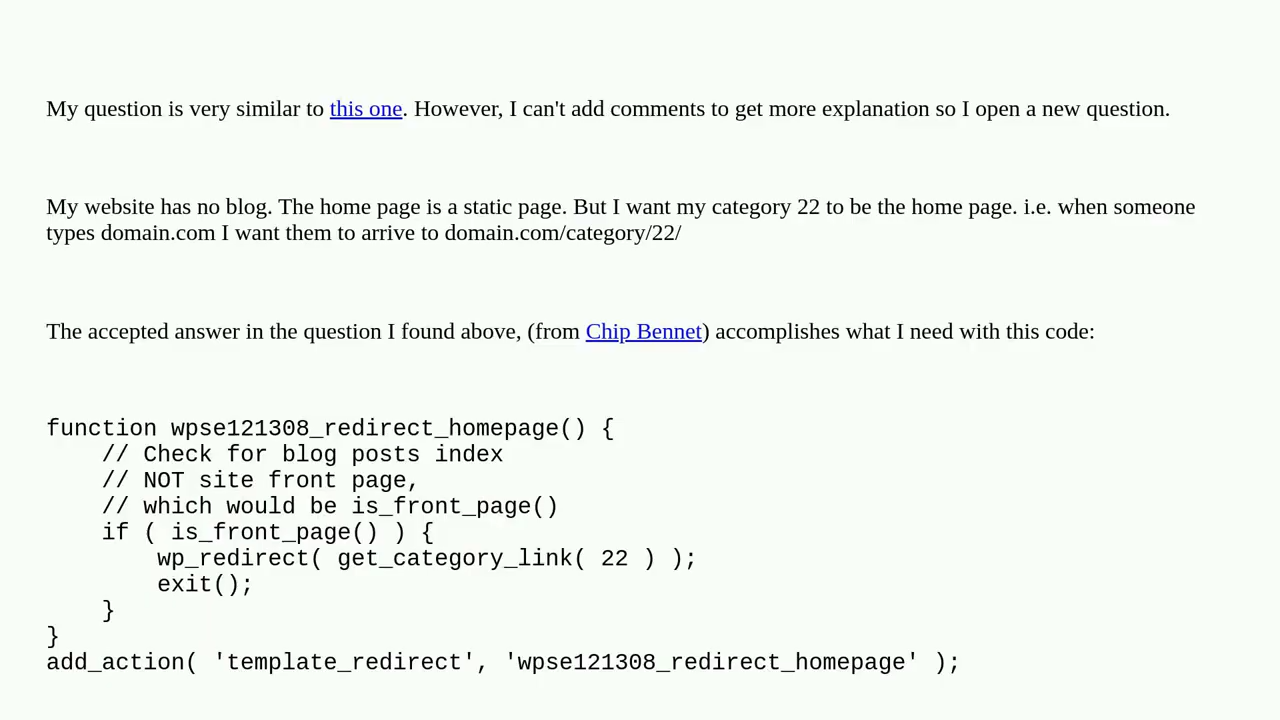 My question is very similar to this one. However, I can't add comments to get more explanation so I open a new question.
My website has no blog. The home page is a static page. But I want my category 22 to be the home page. i.e. when someone
types domain.com I want them to arrive to domain.com/category/22/
The accepted answer in the question I found above, (from Chip Bennet) accomplishes what I need with this code:
function wpse121308_redirect_homepage() {
    // Check for blog posts index
    // NOT site front page,
    // which would be is_front_page()
    if ( is_front_page() ) {
        wp_redirect( get_category_link( 22 ) );
        exit();
    }
}
add_action( 'template_redirect', 'wpse121308_redirect_homepage' );